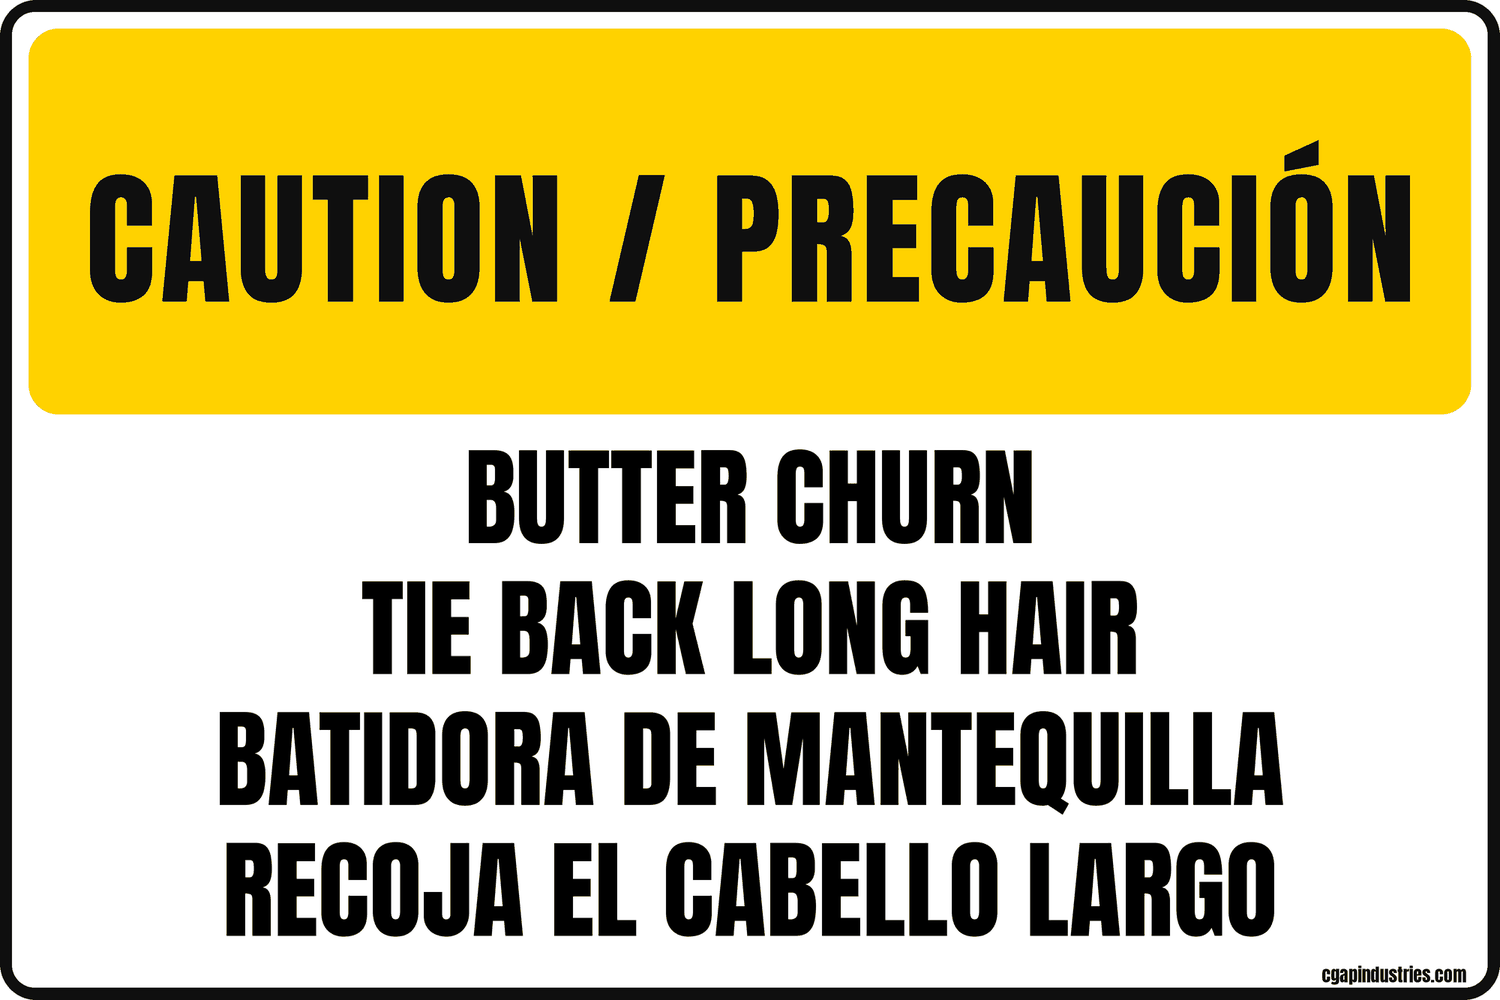 CAUTION / PRECAUCIÓN
BUTTER CHURN
TIE BACK LONG HAIR
BATIDORA DE MANTEQUILLA
RECOJA EL CABELLO LARGO
cgapindustries.com